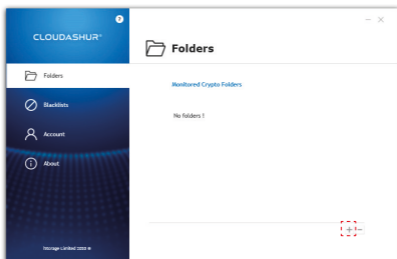 CLOUDASHUR®
?
Folders
Folders
Monitored Crypto Folders
Blacklists
No folders !
Account
About
iStorage Limited 2020 ©